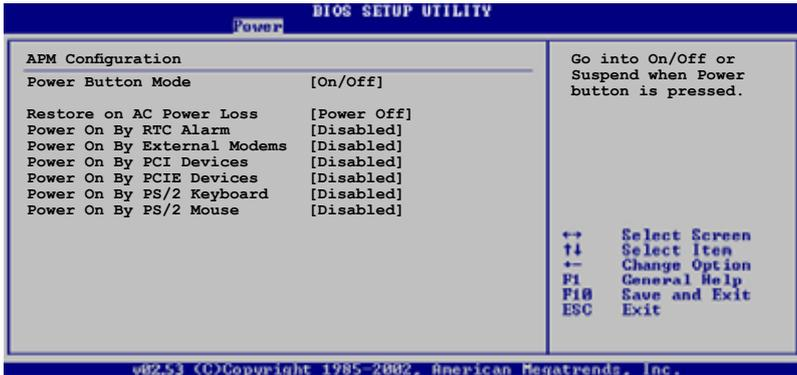 BIOS SETUP UTILITY
Power
APM Configuration
Power Button Mode [On/Off]
Restore on AC Power Loss [Power Off]
Power On By RTC Alarm [Disabled]
Power On By External Modems [Disabled]
Power On By PCI Devices [Disabled]
Power On By PCIE Devices [Disabled]
Power On By PS/2 Keyboard [Disabled]
Power On By PS/2 Mouse [Disabled]
Go into On/Off or
Suspend when Power
button is pressed.
↔ Select Screen
↑↓ Select Item
+- Change Option
F1 General Help
F10 Save and Exit
ESC Exit
v02.53 (C)Copyright 1985-2002, American Megatrends, Inc.